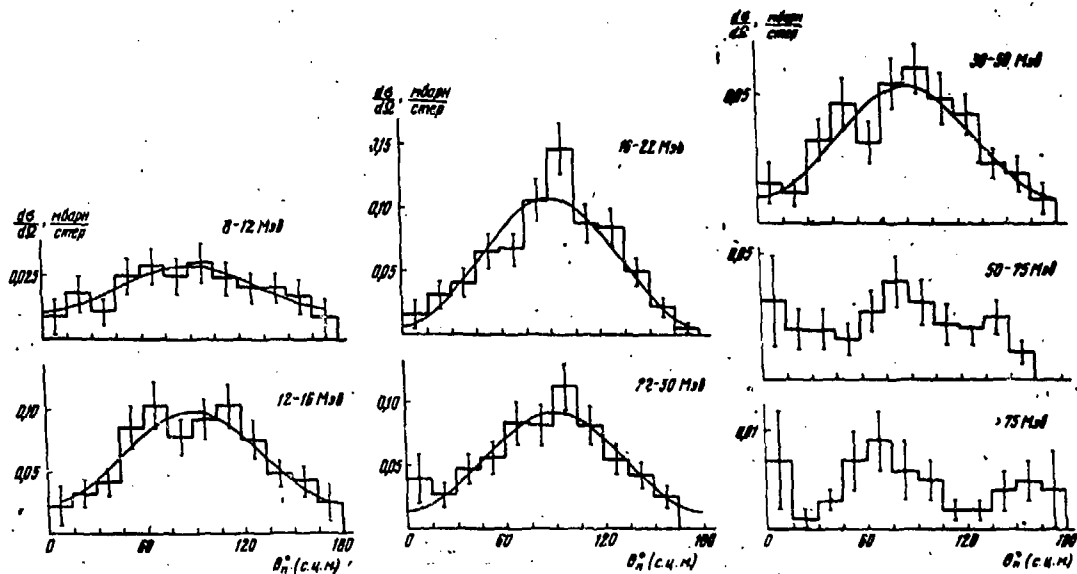 dσ/dΩ, мбарн/стер
8-12 Мэв
0,025
12-16 Мэв
0,10
0,05
0 60 120 180
θₙ° (с.ц.м)
dσ/dΩ, мбарн/стер
16-22 Мэв
0,15
0,10
0,05
22-30 Мэв
0,10
0,05
0 60 120 180
θₙ° (с.ц.м)
dσ/dΩ, мбарн/стер
0,05
50-75 Мэв
0,05
>75 Мэв
0,01
0 60 120 180
θₙ° (с.ц.м)